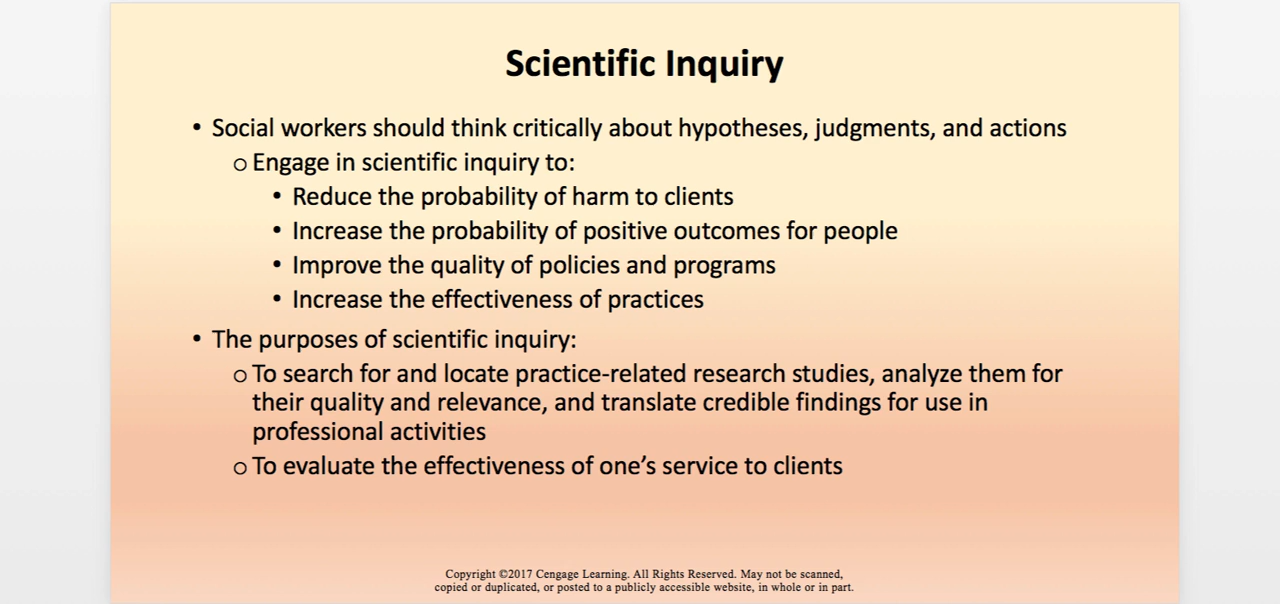 Scientific Inquiry
• Social workers should think critically about hypotheses, judgments, and actions
o Engage in scientific inquiry to:
• Reduce the probability of harm to clients
• Increase the probability of positive outcomes for people
• Improve the quality of policies and programs
• Increase the effectiveness of practices
• The purposes of scientific inquiry:
o To search for and locate practice-related research studies, analyze them for
their quality and relevance, and translate credible findings for use in
professional activities
o To evaluate the effectiveness of one’s service to clients
Copyright ©2017 Cengage Learning. All Rights Reserved. May not be scanned,
copied or duplicated, or posted to a publicly accessible website, in whole or in part.